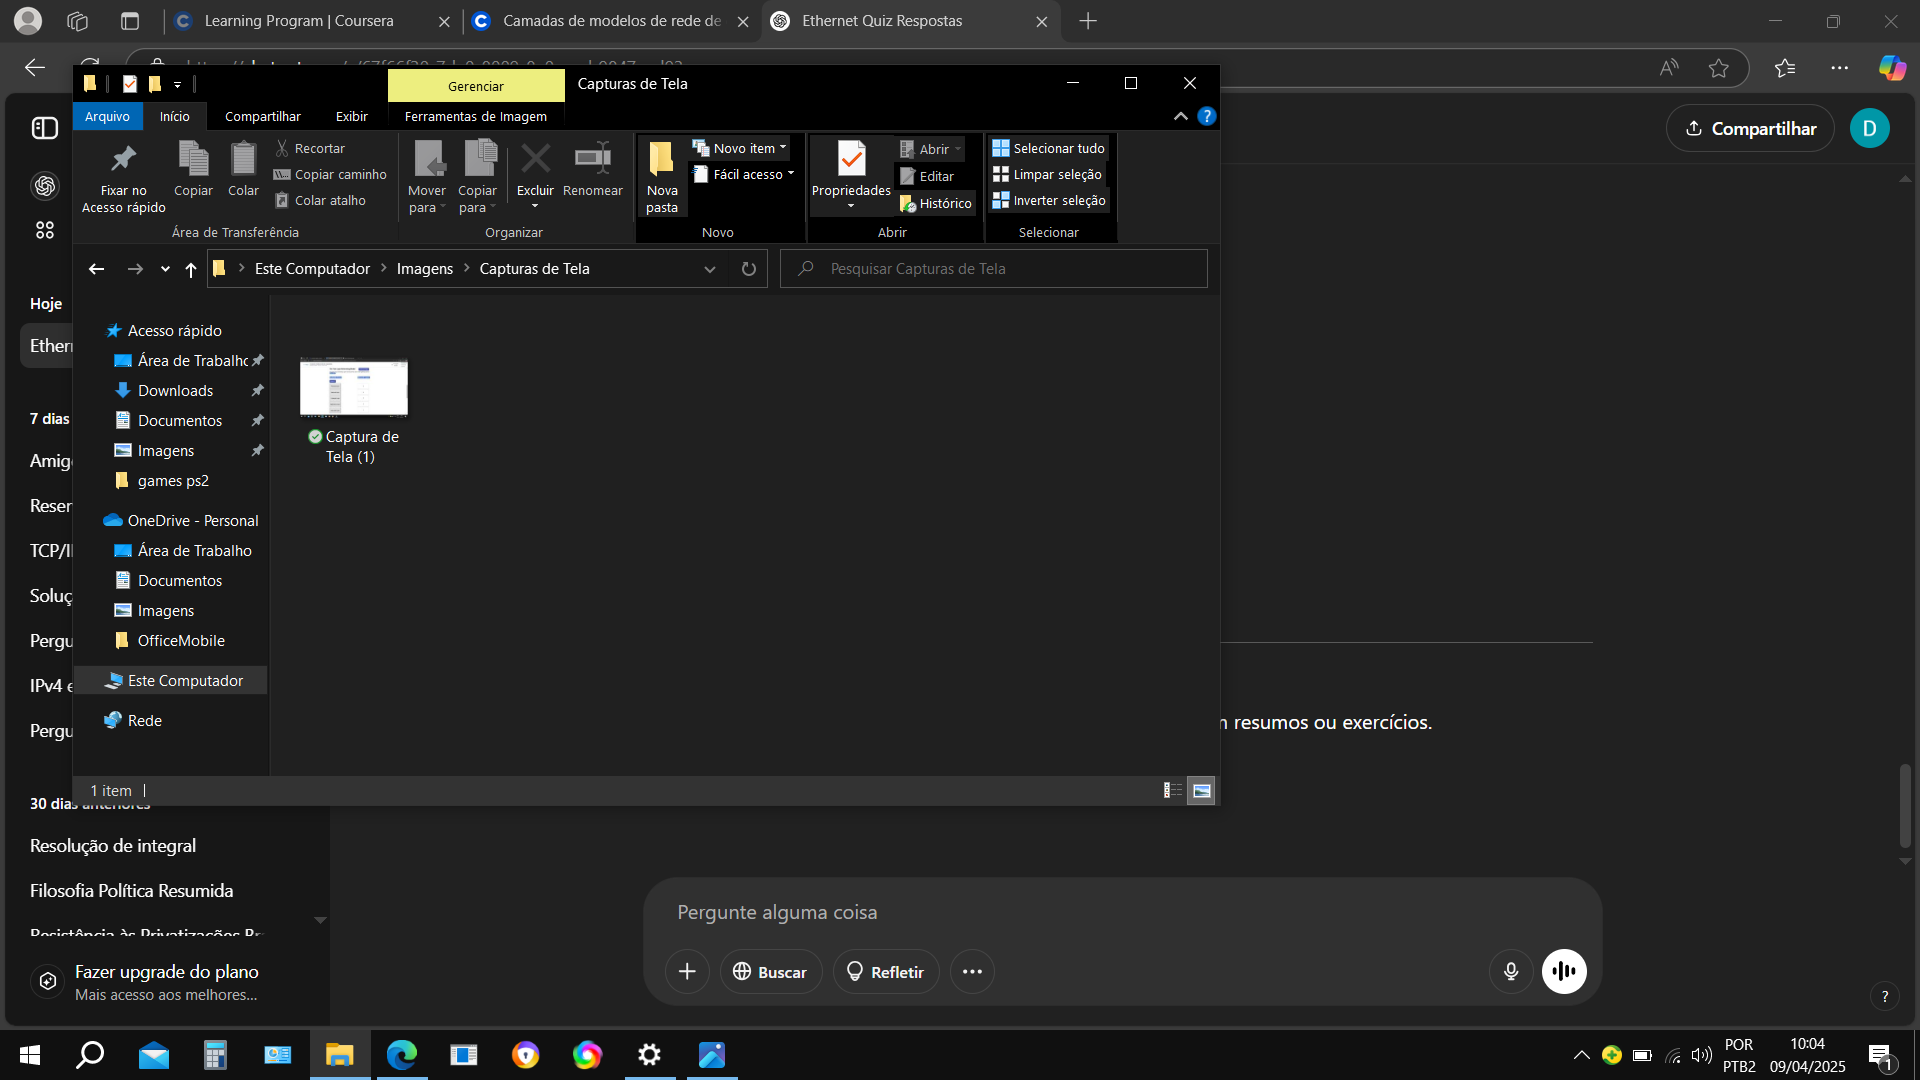 Learning Program | Coursera
Camadas de modelos de rede de
Ethernet Quiz Respostas
Gerenciar
Capturas de Tela
Arquivo
Início
Compartilhar
Exibir
Ferramentas de Imagem
Fixar no
Acesso rápido
Copiar
Colar
Recortar
Copiar caminho
Colar atalho
Área de Transferência
Mover
para
Copiar
para
Excluir
Renomear
Organizar
Nova
pasta
Novo item
Fácil acesso
Novo
Propriedades
Abrir
Editar
Histórico
Abrir
Selecionar tudo
Limpar seleção
Inverter seleção
Selecionar
Este Computador
Imagens
Capturas de Tela
Pesquisar Capturas de Tela
Acesso rápido
Área de Trabalho
Downloads
Documentos
Imagens
games ps2
OneDrive - Personal
Área de Trabalho
Documentos
Imagens
OfficeMobile
Este Computador
Rede
Captura de
Tela (1)
1 item
Compartilhar
D
Hoje
Ether
7 dias
Amig
Reser
TCP/I
Soluç
Pergu
IPv4 e
Pergu
30 dias anteriores
Resolução de integral
Filosofia Política Resumida
Resistência às Privatizações Br
Fazer upgrade do plano
Mais acesso aos melhores...
resumos ou exercícios.
Pergunte alguma coisa
Buscar
Refletir
?
POR
PTB2
10:04
09/04/2025
1